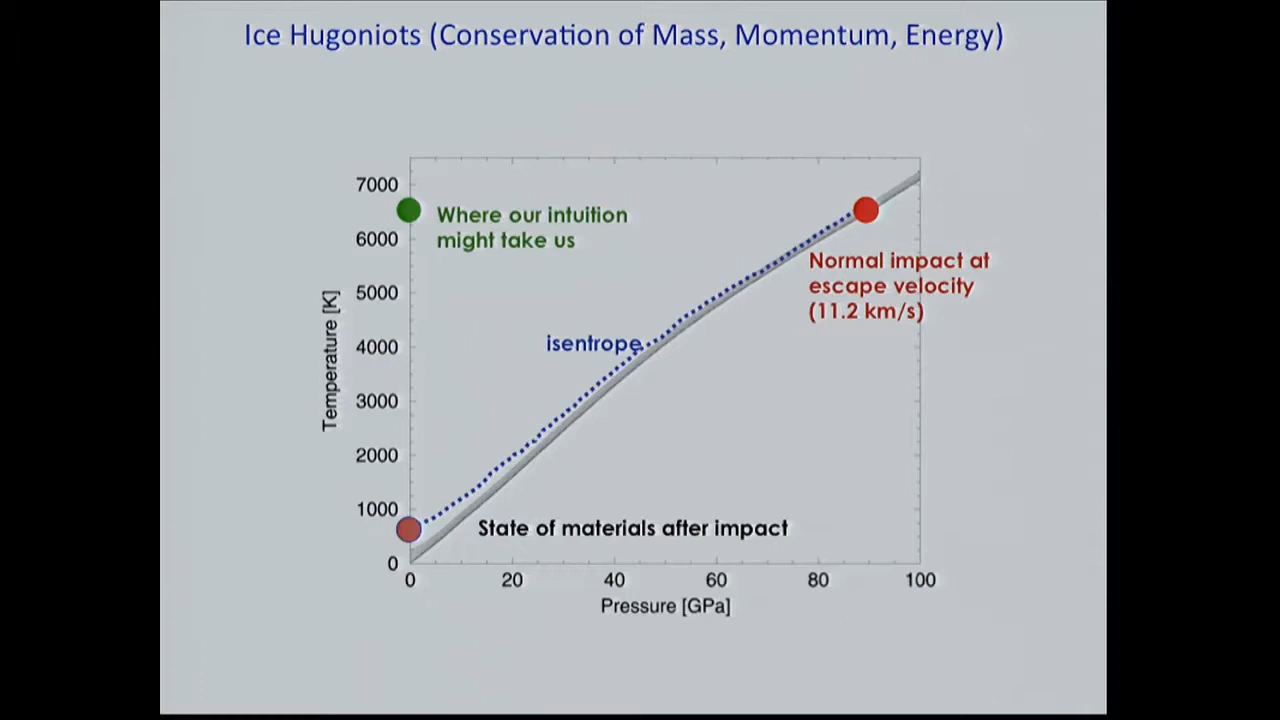 Ice Hugoniots (Conservation of Mass, Momentum, Energy)
7000
6000
5000
4000
3000
2000
1000
0
Temperature [K]
Where our intuition
might take us
Normal impact at
escape velocity
(11.2 km/s)
isentrope
State of materials after impact
0 20 40 60 80 100
Pressure [GPa]